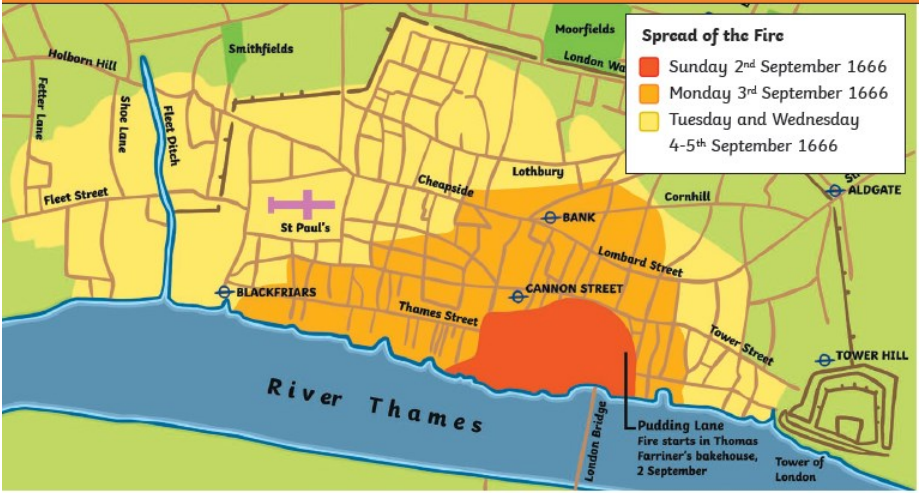 Spread of the Fire
Sunday 2nd September 1666
Monday 3rd September 1666
Tuesday and Wednesday
4-5th September 1666
Moorfields
London Wa
Smithfields
Holborn Hill
Fetter Lane
Shoe Lane
Fleet Ditch
Fleet Street
St Paul's
Cheapside
Lothbury
Cornhill
ALDGATE
BANK
Lombard Street
BLACKFRIARS
CANNON STREET
Thames Street
Tower Street
TOWER HILL
River Thames
London Bridge
Pudding Lane
Fire starts in Thomas
Farriner's bakehouse,
2 September
Tower of
London